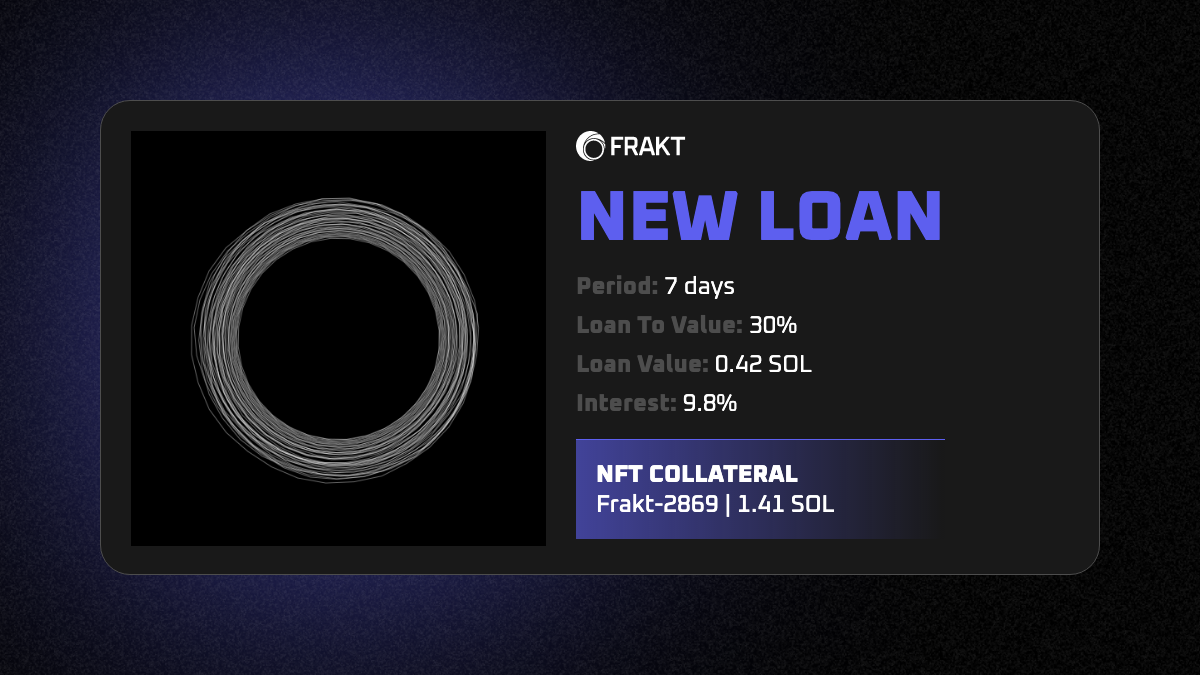 FRAKT
NEW LOAN
Period: 7 days
Loan To Value: 30%
Loan Value: 0.42 SOL
Interest: 9.8%
NFT COLLATERAL
Frakt-2869 | 1.41 SOL